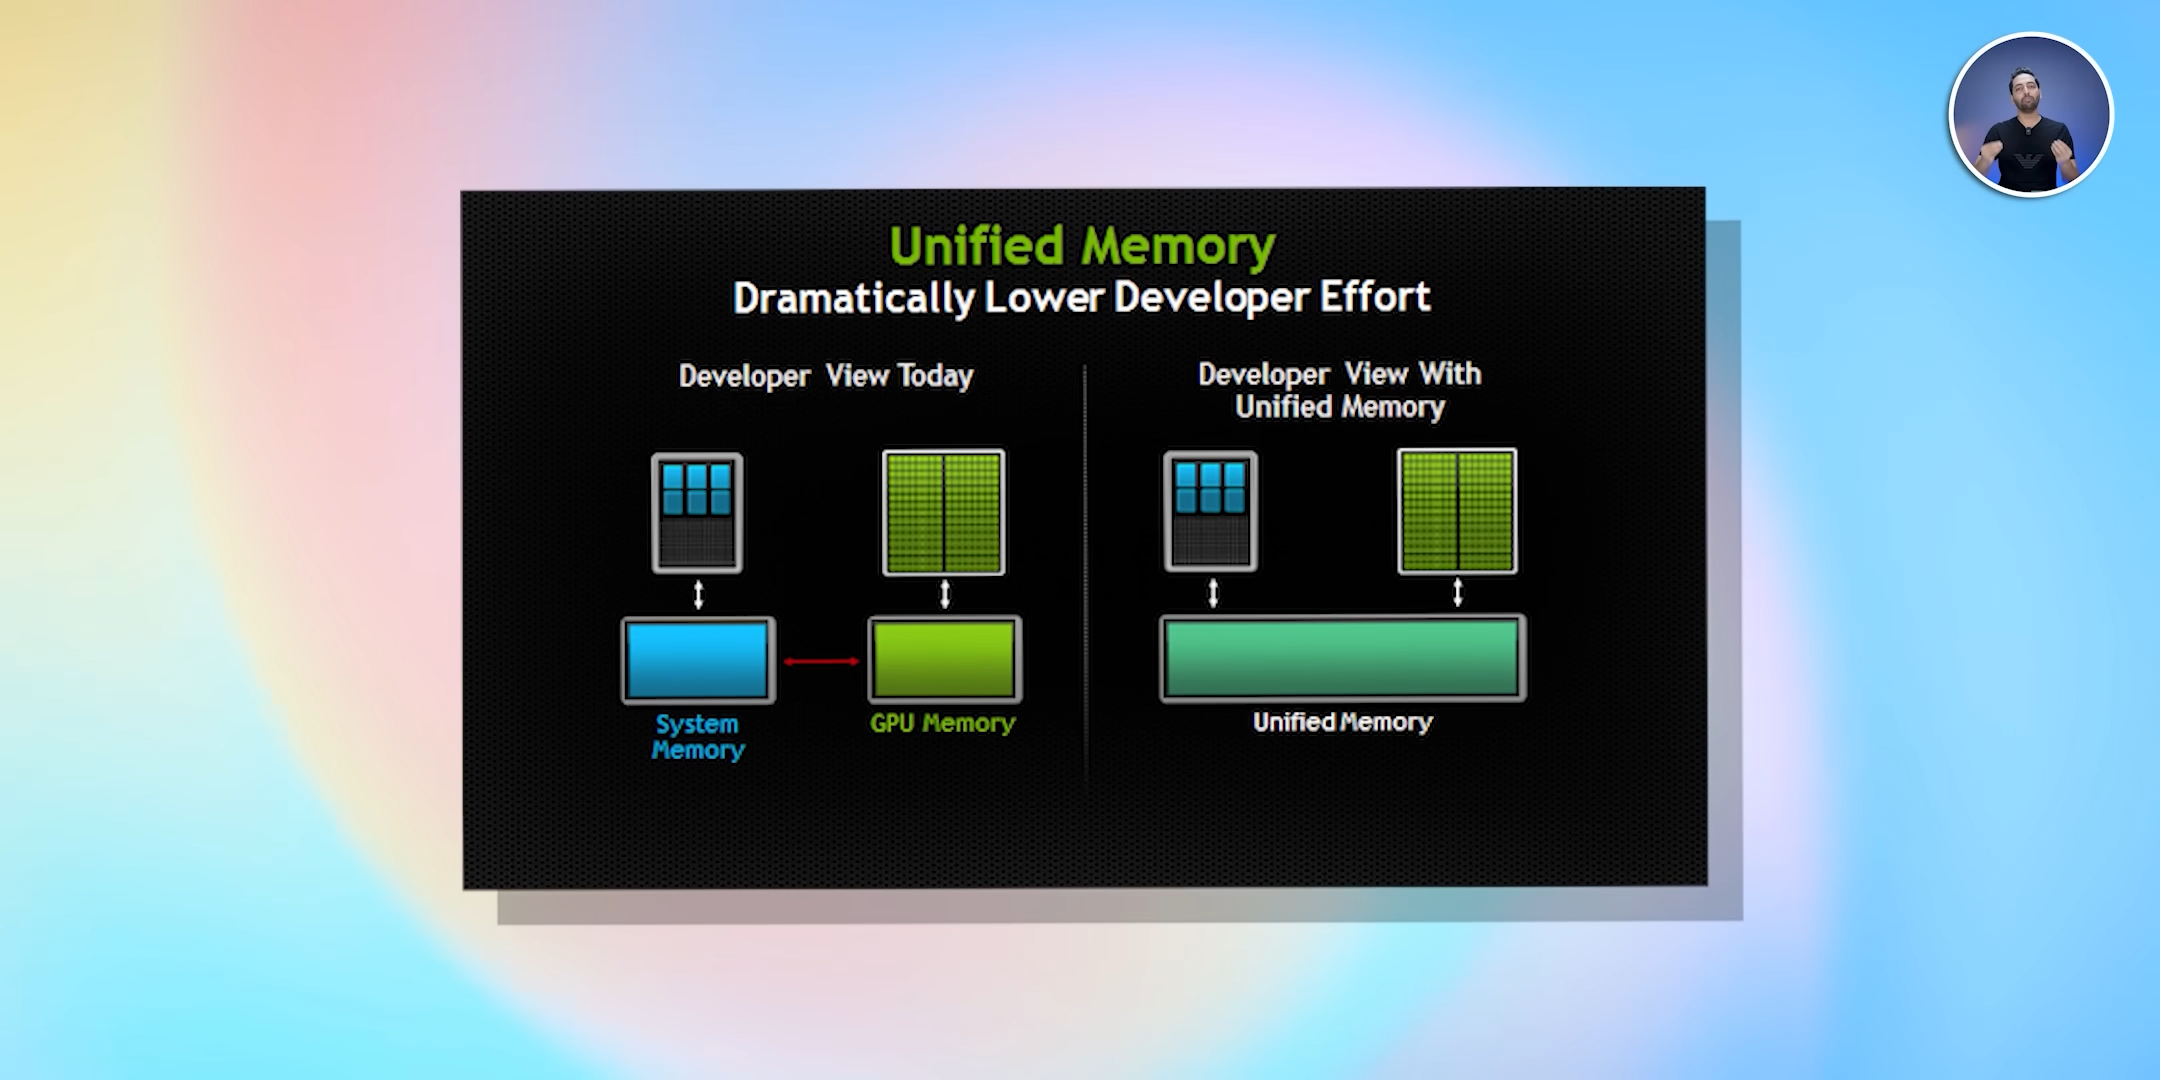 Unified Memory
Dramatically Lower Developer Effort
Developer View Today
Developer View With
Unified Memory
System
Memory
GPU Memory
Unified Memory